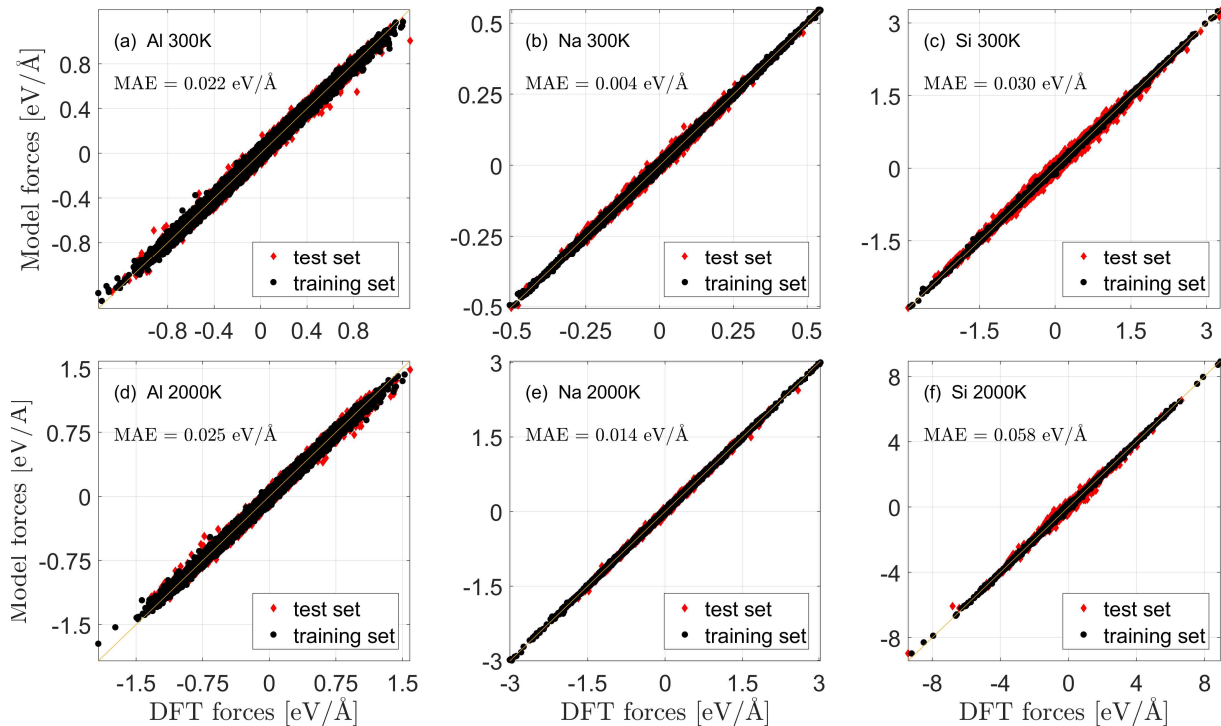 (a) Al 300K
MAE = 0.022 eV/Å
Model forces [eV/Å]
0.8
0.4
0
-0.4
-0.8
test set
training set
-0.8 -0.4 0 0.4 0.8
(b) Na 300K
MAE = 0.004 eV/Å
0.5
0.25
0
-0.25
-0.5
test set
training set
-0.5 -0.25 0 0.25 0.5
(c) Si 300K
MAE = 0.030 eV/Å
3
1.5
0
-1.5
test set
training set
-1.5 0 1.5 3
(d) Al 2000K
MAE = 0.025 eV/Å
Model forces [eV/A]
1.5
0.75
0
-0.75
-1.5
test set
training set
-1.5 -0.75 0 0.75 1.5
DFT forces [eV/Å]
(e) Na 2000K
MAE = 0.014 eV/Å
3
1.5
0
-1.5
-3
test set
training set
-3 -1.5 0 1.5 3
DFT forces [eV/Å]
(f) Si 2000K
MAE = 0.058 eV/Å
8
4
0
-4
-8
test set
training set
-8 -4 0 4 8
DFT forces [eV/Å]